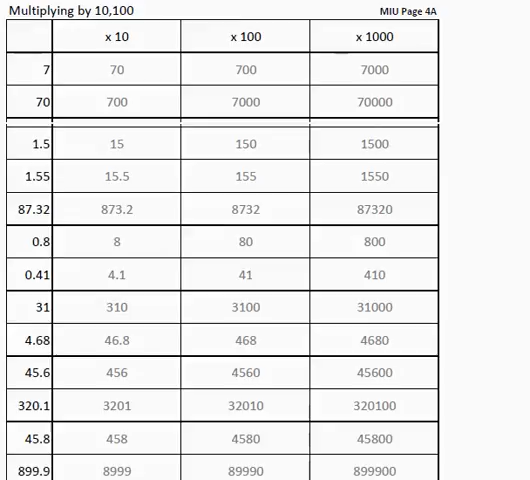 Multiplying by 10,100 MIU Page 4A
x 10 x 100 x 1000
7 70 700 7000
70 700 7000 70000
1.5 15 150 1500
1.55 15.5 155 1550
87.32 873.2 8732 87320
0.8 8 80 800
0.41 4.1 41 410
31 310 3100 31000
4.68 46.8 468 4680
45.6 456 4560 45600
320.1 3201 32010 320100
45.8 458 4580 45800
899.9 8999 89990 899900